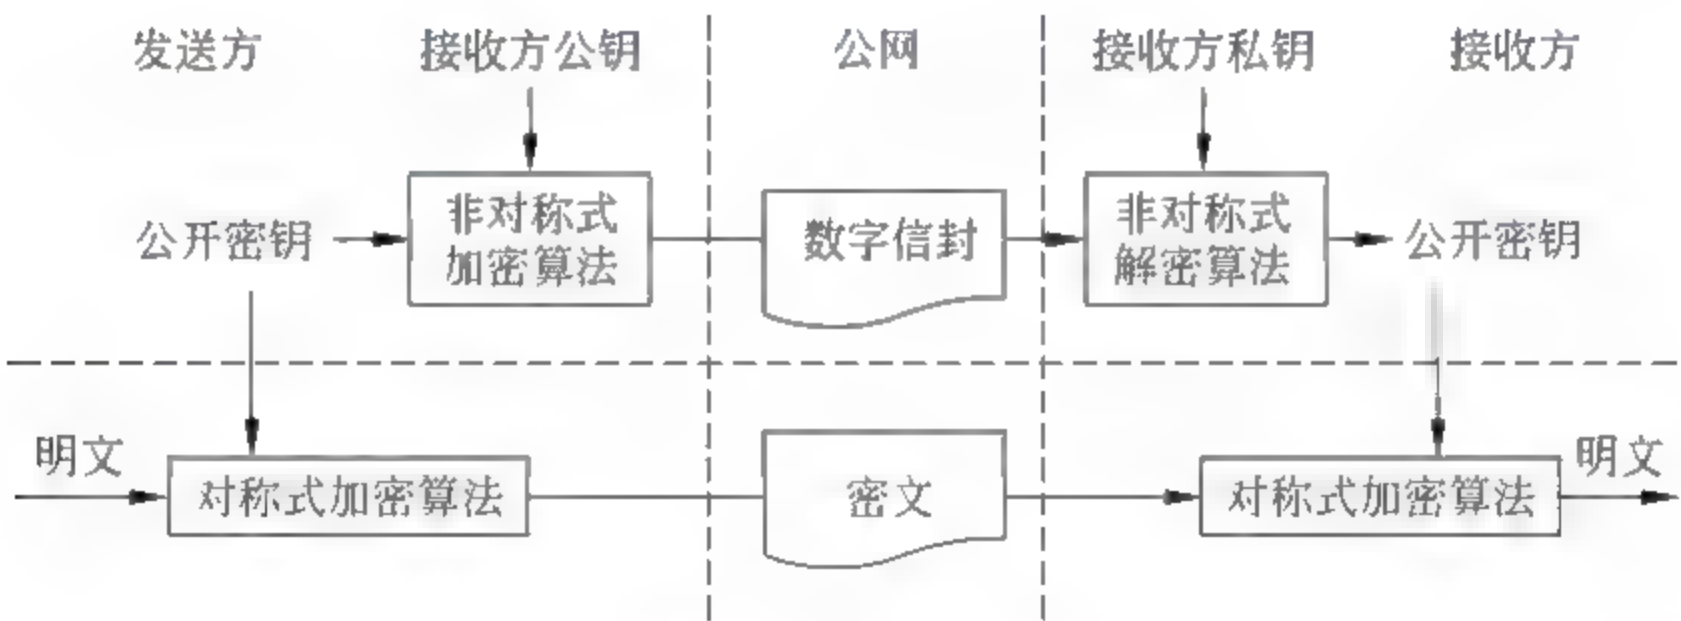 发送方
接收方公钥
公网
接收方私钥
接收方
公开密钥
非对称式
加密算法
数字信封
非对称式
解密算法
公开密钥
明文
对称式加密算法
密文
对称式加密算法
明文